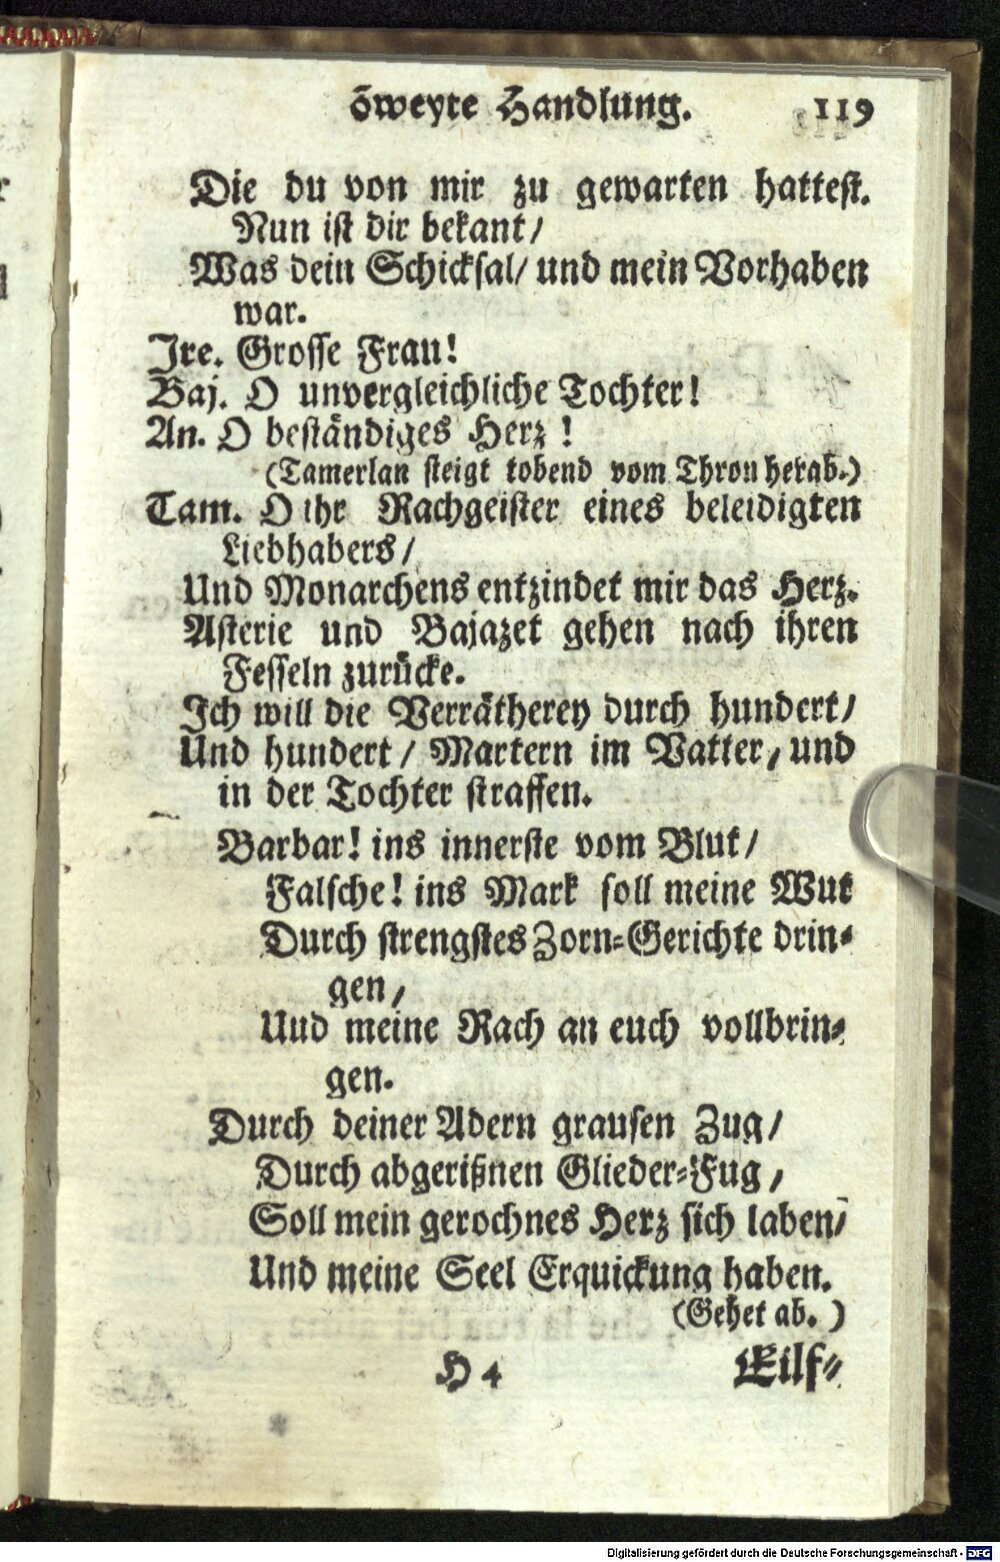 Zweyte Handlung. 119
Die du von mir zu gewarten hattest.
Nun ist dir bekant/
Was dein Schicksal/ und mein Vorhaben
war.
Ire. Grosse Frau!
Baj. O unvergleichliche Tochter!
An. O beständiges Herz!
(Tamerlan steigt tobend vom Thron herab.)
Tam. O ihr Rachgeister eines beleidigten
Liebhabers/
Und Monarchens entzindet mir das Herz.
Asterie und Bajazet gehen nach ihren
Fesseln zurücke.
Ich will die Verrätherey durch hundert/
Und hundert/ Martern im Vatter, und
in der Tochter straffen.
Barbar! ins innerste vom Blut/
Falsche! ins Mark soll meine Wut
Durch strengstes Zorn-Gerichte drin-
gen,
Und meine Rach an euch vollbrin-
gen.
Durch deiner Adern grausen Zug/
Durch abgerißnen Glieder-Fug,
Soll mein gerochnes Herz sich laben/
Und meine Seel Erquickung haben.
(Gehet ab.)
H 4 Eilf-
Digitalisierung gefördert durch die Deutsche Forschungsgemeinschaft - DFG